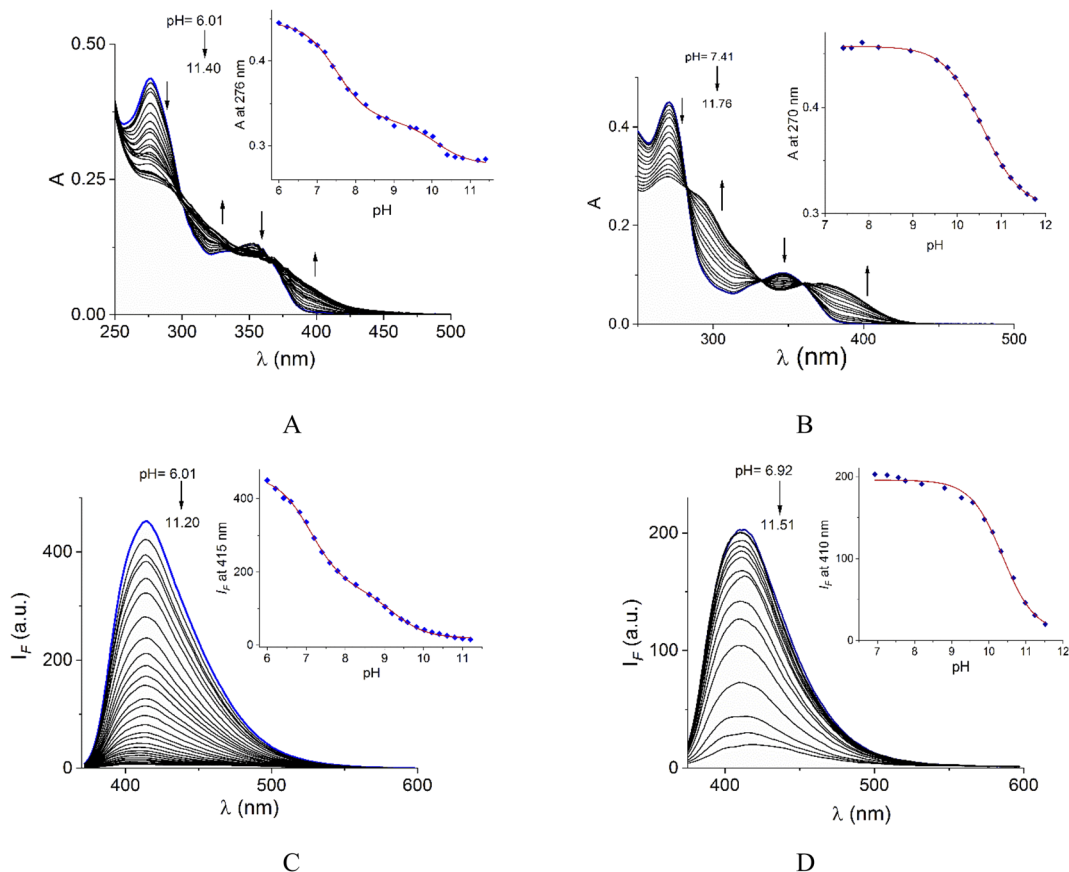 pH= 6.01
11.40
0.50
0.25
0.00
A
250 300 350 400 450 500
λ (nm)
0.4
0.3
A at 276 nm
6 7 8 9 10 11
pH
A
pH= 7.41
11.76
0.4
0.2
0.0
A
300 400 500
λ (nm)
0.4
0.3
A at 270 nm
7 8 9 10 11 12
pH
B
pH= 6.01
11.20
400
200
0
I_F (a.u.)
400 500 600
λ (nm)
400
300
200
100
0
I_F at 415 nm
6 7 8 9 10 11
pH
C
pH= 6.92
11.51
200
100
0
I_F (a.u.)
400 500 600
λ (nm)
200
100
0
I_F at 410 nm
7 8 9 10 11 12
pH
D